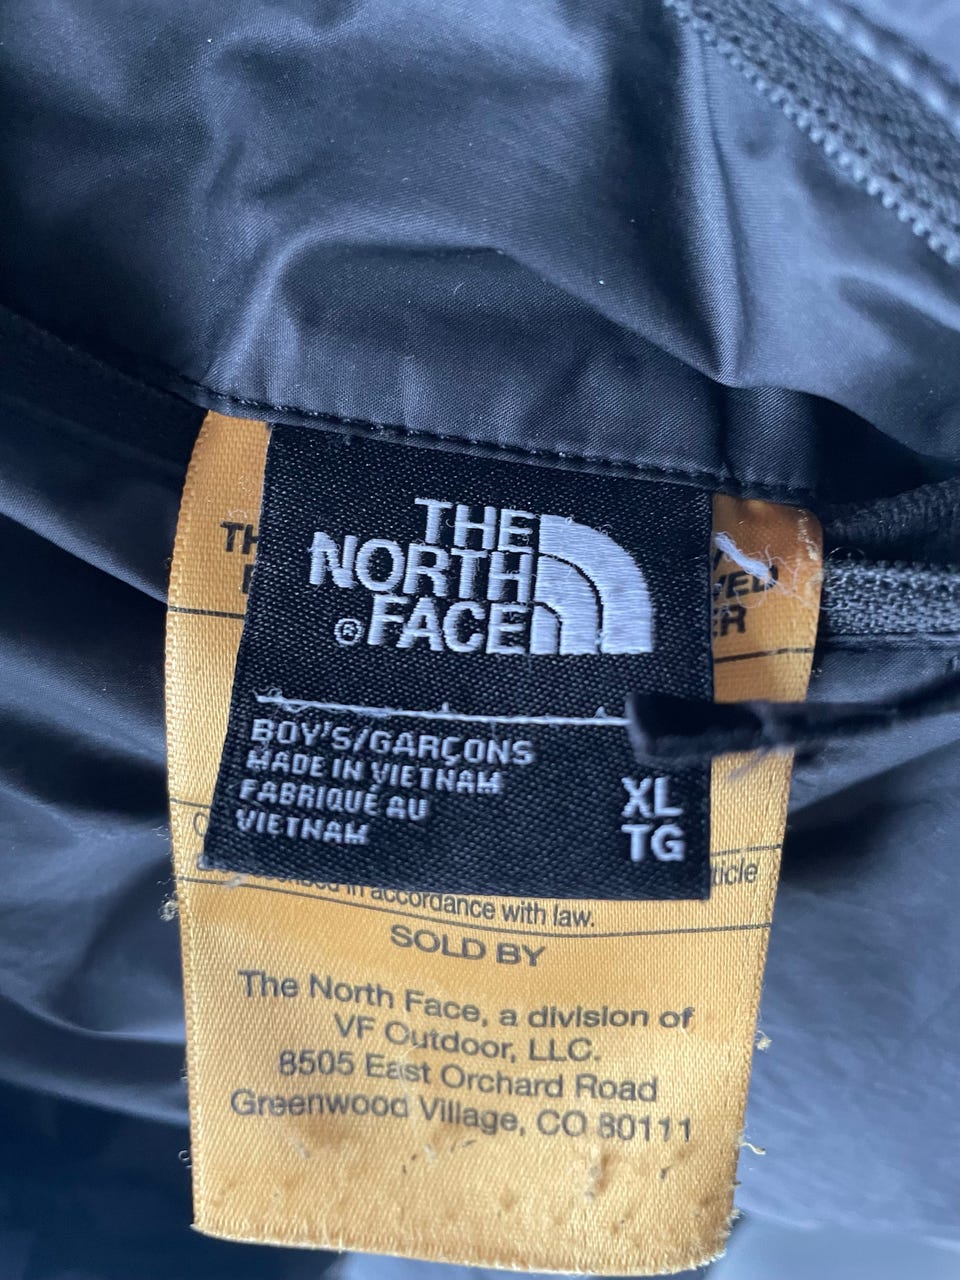 THE
NORTH
®FACE
BOY'S/GARÇONS
MADE IN VIETNAM
FABRIQUÉ AU
VIETNAM
XL
TG
in accordance with law.
SOLD BY
The North Face, a division of
VF Outdoor, LLC.
8505 East Orchard Road
Greenwood Village, CO 80111